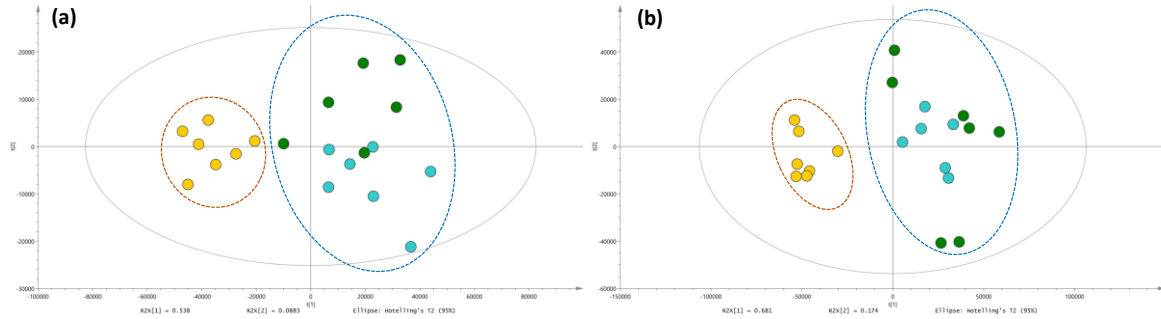 (a)
20000
10000
0
-10000
-20000
-30000
t[2]
-100000 -80000 -60000 -40000 -20000 0 20000 40000 60000 80000
t[1]
R2X[1] = 0.538 R2X[2] = 0.0883 Ellipse: Hotelling's T2 (95%)
(b)
40000
20000
0
-20000
-40000
-60000
t[2]
-150000 -100000 -50000 0 50000 100000
t[1]
R2X[1] = 0.681 R2X[2] = 0.174 Ellipse: Hotelling's T2 (95%)